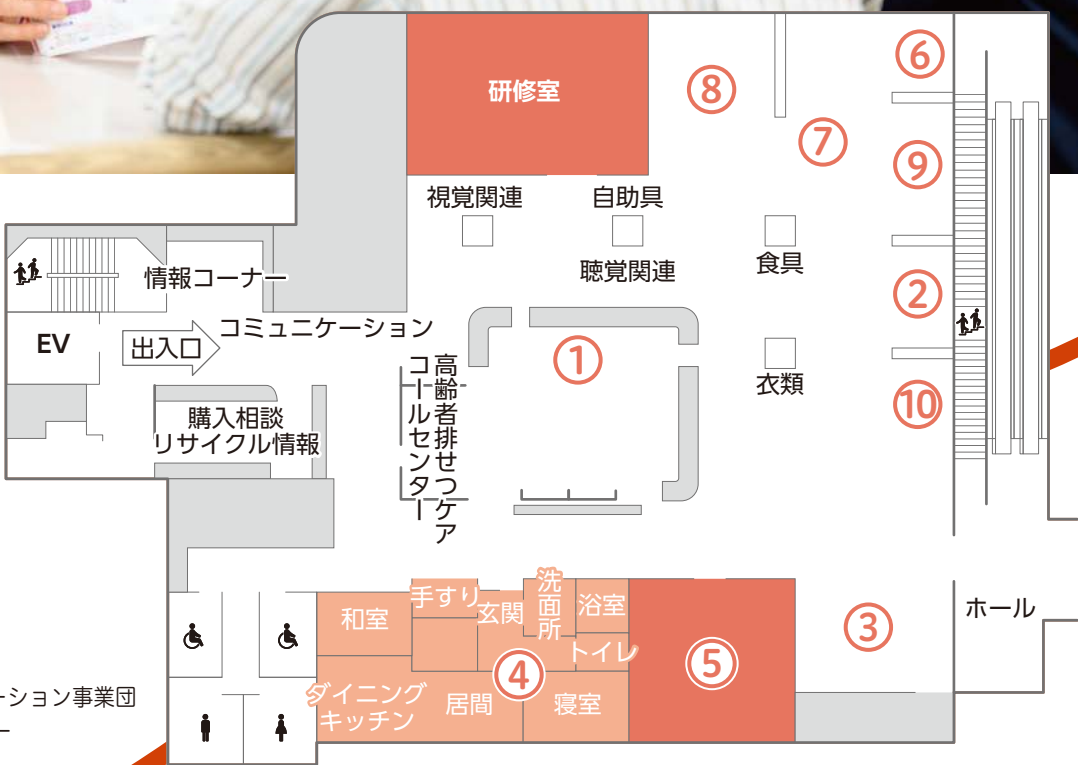 研修室
⑧
⑥
⑦
⑨
視覚関連
自助具
聴覚関連
食具
②
情報コーナー
コミュニケーション
EV
出入口
①
高齢者排せつケア
コールセンター
衣類
⑩
購入相談
リサイクル情報
手すり
玄関
洗面所
浴室
和室
トイレ
④
⑤
③
ホール
ダイニング
キッチン
居間
寝室
ーション事業団
ー